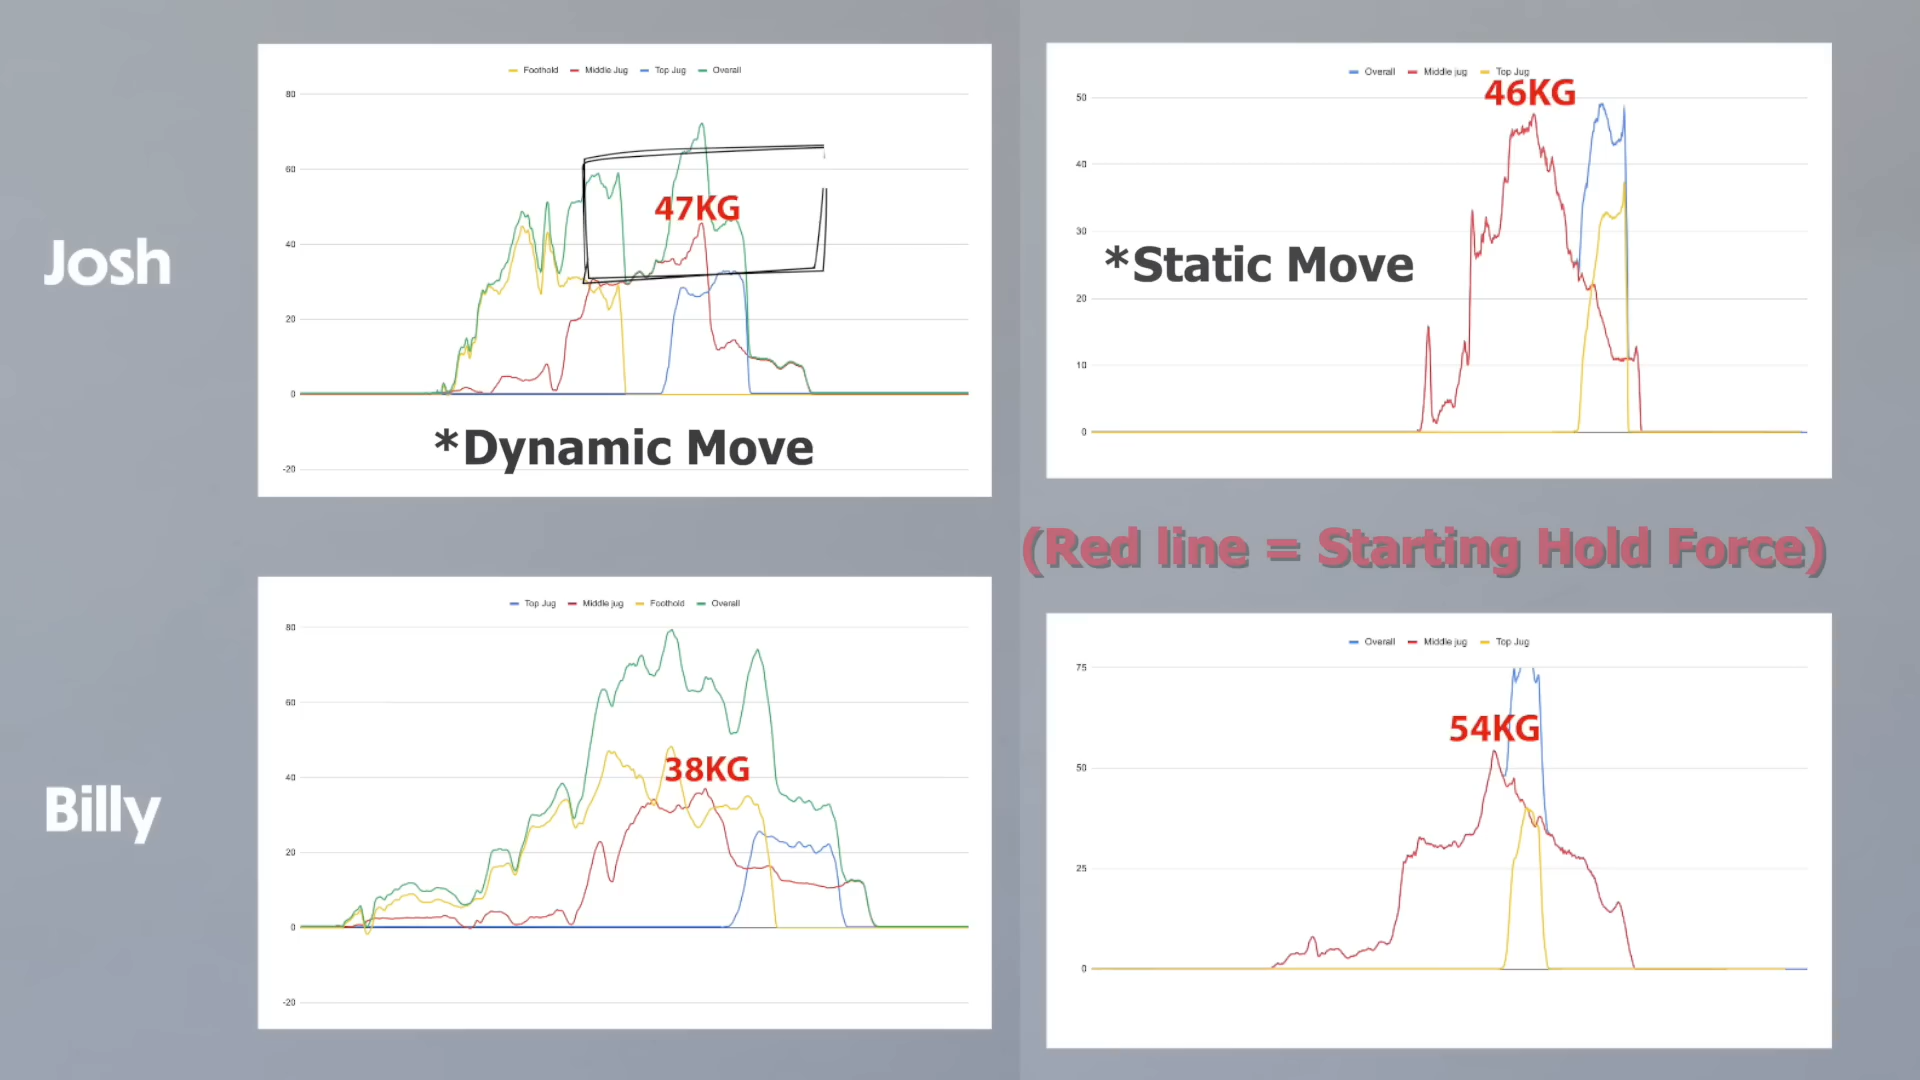 Josh
Foothold Middle Jug Top Jug Overall
80
60
40
20
0
-20
47KG
*Dynamic Move
Overall Middle jug Top Jug
50
40
30
20
10
0
46KG
*Static Move
(Red line = Starting Hold Force)
Billy
Top Jug Middle jug Foothold Overall
80
60
40
20
0
-20
38KG
Overall Middle jug Top Jug
75
50
25
0
54KG